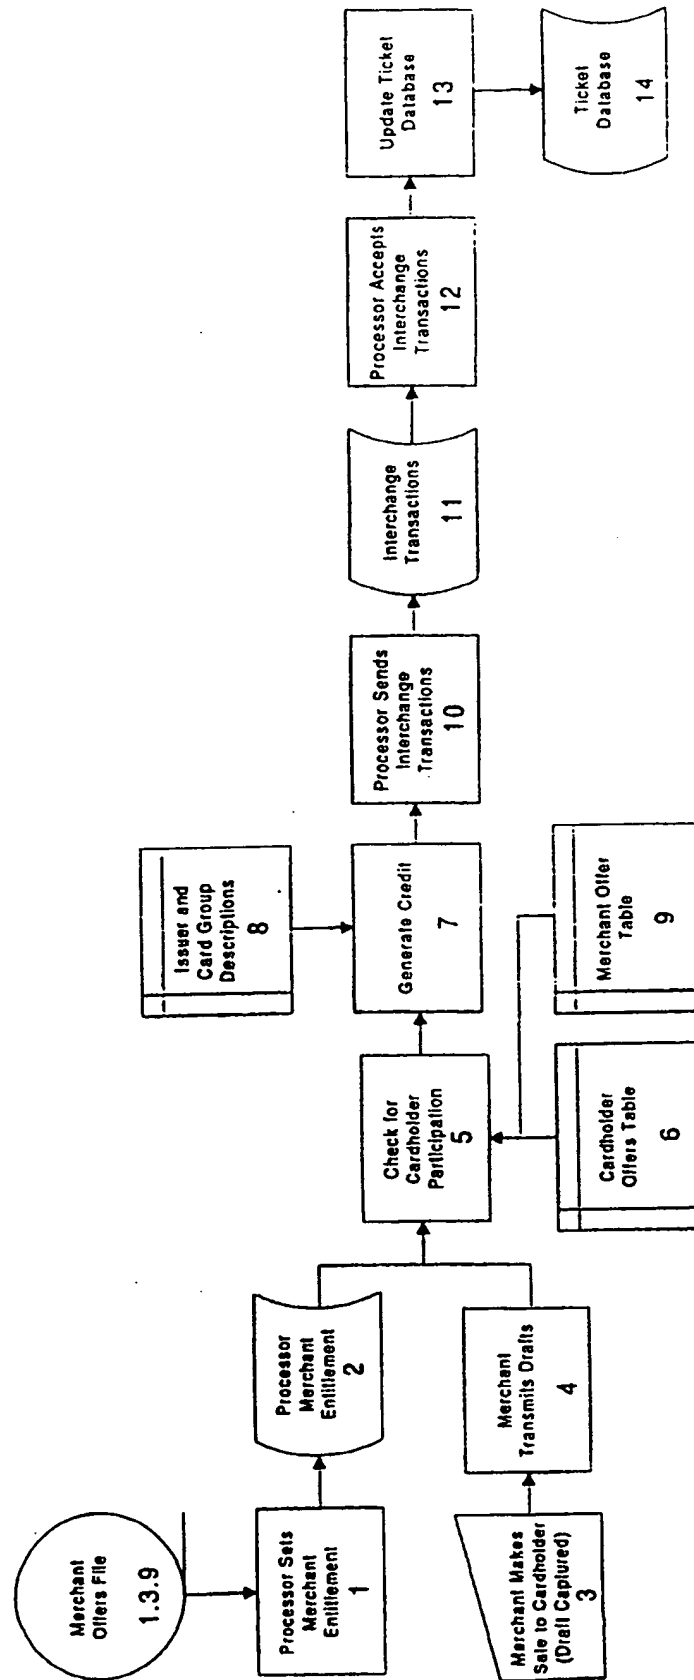 Merchant
Offers File
1.3.9
Processor Sets
Merchant
Entitlement
1
Processor
Merchant
Entitlement
2
Merchant Makes
Sale to Cardholder
(Draft Captured)
3
Merchant
Transmits Drafts
4
Check for
Cardholder
Participation
5
Cardholder
Offers Table
6
Generate Credit
7
Issuer and
Card Group
Descriptions
8
Merchant Offer
Table
9
Processor Sends
Interchange
Transactions
10
Interchange
Transactions
11
Processor Accepts
Interchange
Transactions
12
Update Ticket
Database
13
Ticket
Database
14